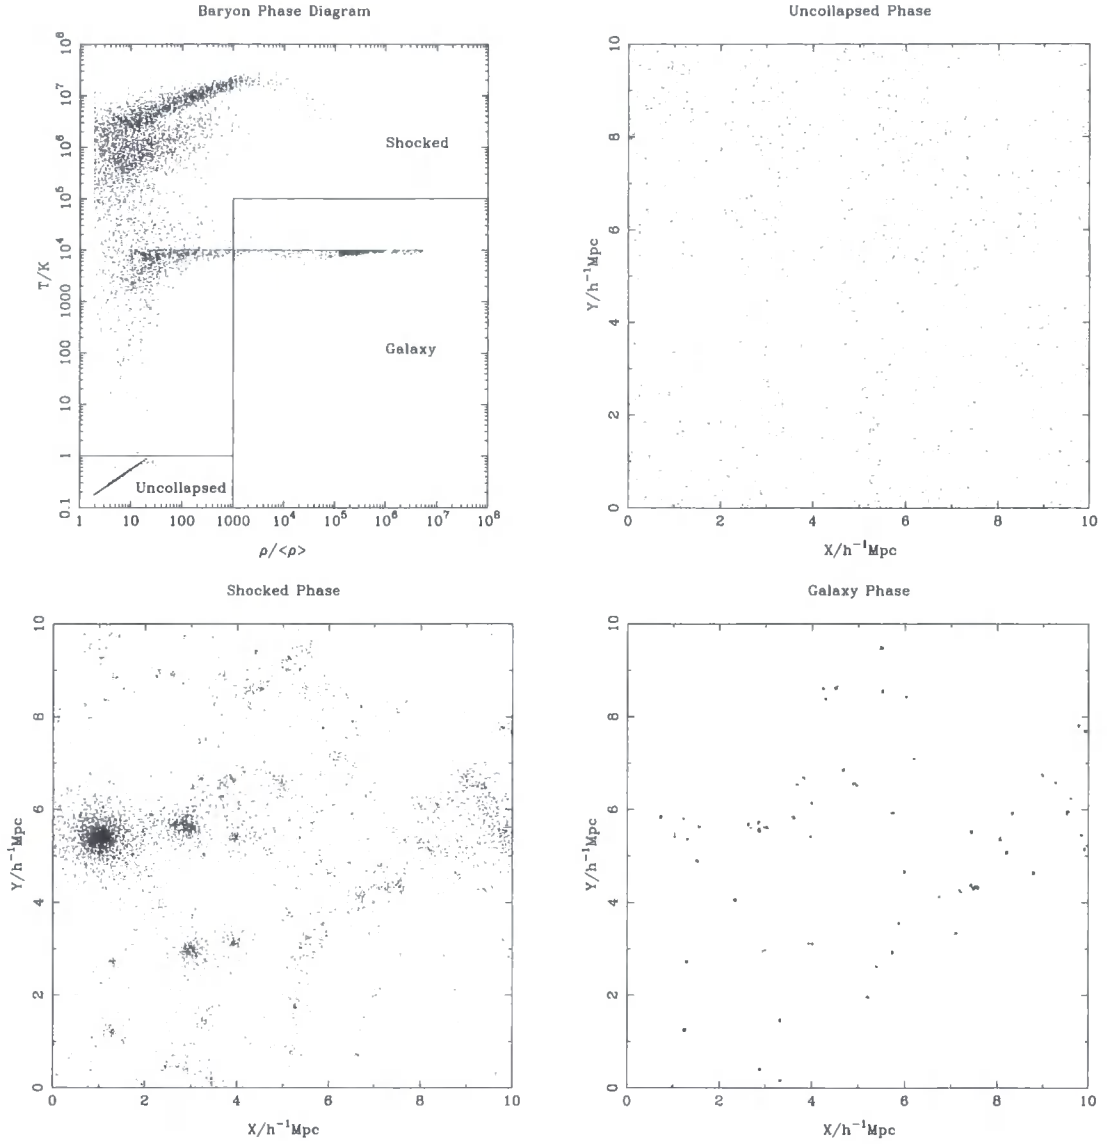 Baryon Phase Diagram
10⁸
10⁷
10⁶
10⁵
10⁴
1000
100
10
1
0.1
T/K
Shocked
Galaxy
Uncollapsed
1 10 100 1000 10⁴ 10⁵ 10⁶ 10⁷ 10⁸
ρ/<ρ>
Uncollapsed Phase
10
8
6
4
2
0
Y/h⁻¹Mpc
0 2 4 6 8 10
X/h⁻¹Mpc
Shocked Phase
10
8
6
4
2
0
Y/h⁻¹Mpc
0 2 4 6 8 10
X/h⁻¹Mpc
Galaxy Phase
10
8
6
4
2
0
Y/h⁻¹Mpc
0 2 4 6 8 10
X/h⁻¹Mpc